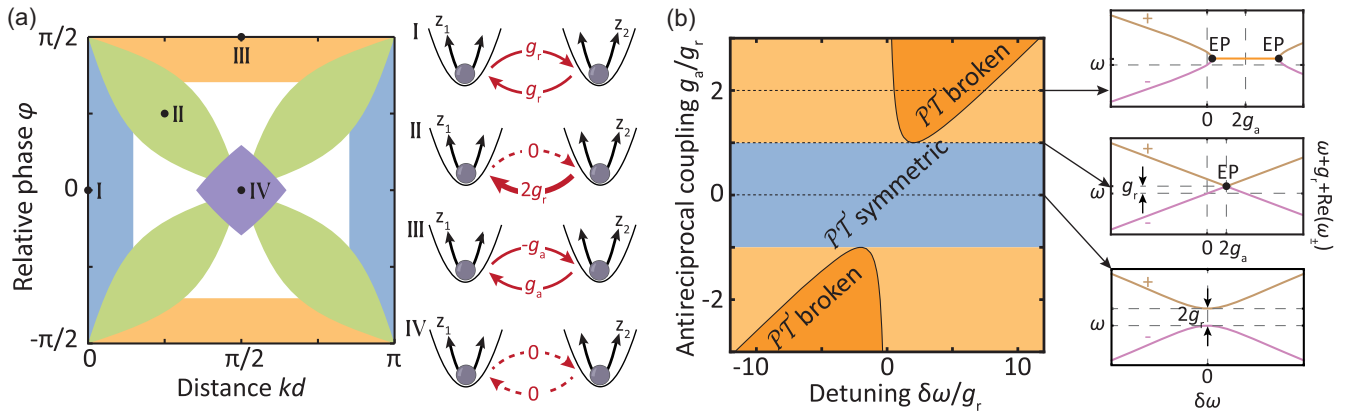 (a)
Relative phase φ
π/2
0
-π/2
0
π/2
π
Distance kd
I
II
III
IV
I
z1
z2
gr
gr
II
z1
z2
0
2gr
III
z1
z2
-ga
ga
IV
z1
z2
0
0
(b)
Antireciprocal coupling ga/gr
2
0
-2
-10
0
10
Detuning δω/gr
PT broken
PT symmetric
PT broken
+
-
EP
EP
ω
0
2ga
+
-
EP
gr
ω
0
2ga
+
-
2gr
ω
0
δω
ω+gr+Re(ω±)